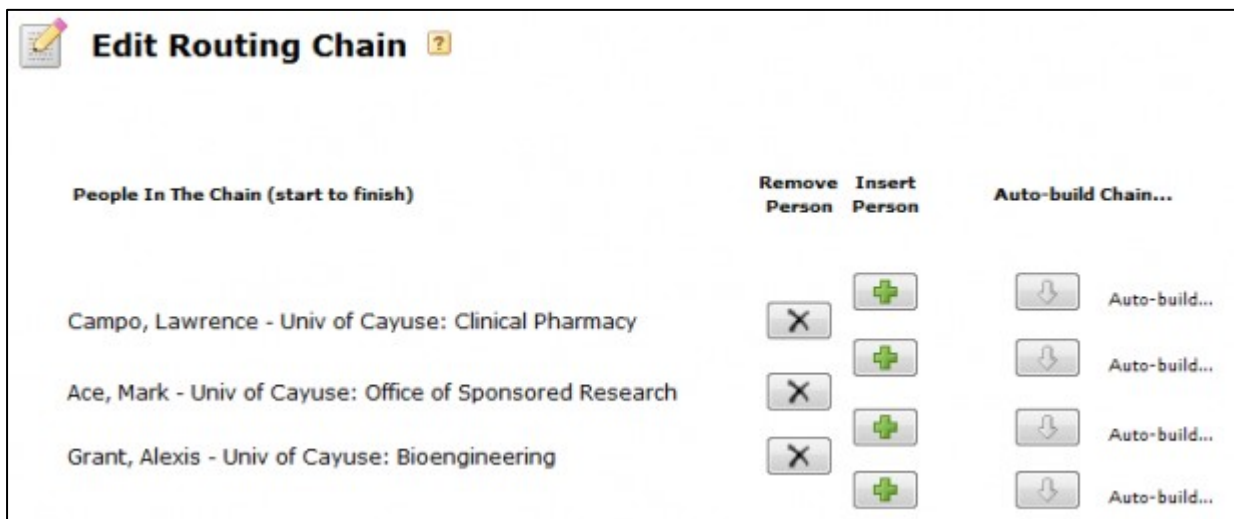 Edit Routing Chain ?
People In The Chain (start to finish)
Remove Person
Insert Person
Auto-build Chain...
Auto-build...
Campo, Lawrence - Univ of Cayuse: Clinical Pharmacy
Auto-build...
Ace, Mark - Univ of Cayuse: Office of Sponsored Research
Auto-build...
Grant, Alexis - Univ of Cayuse: Bioengineering
Auto-build...